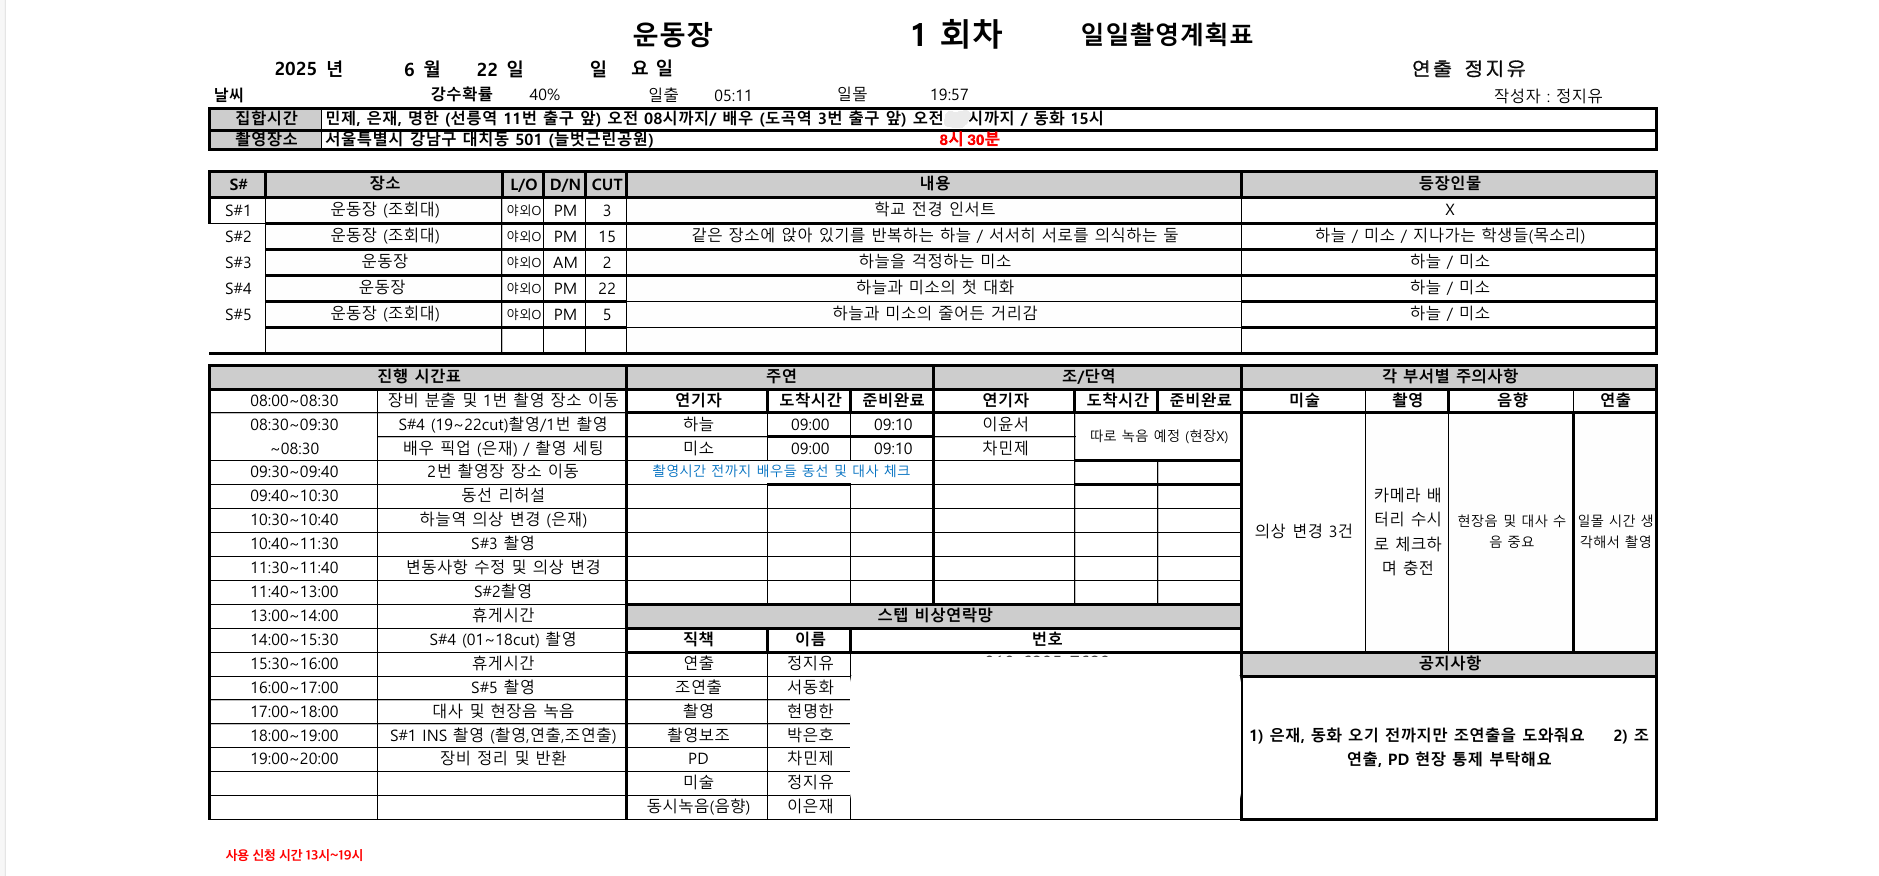 운동장 1 회차 일일촬영계획표
2025 년 6 월 22 일 일 요 일 연출 정지유
날씨 강수확률 40% 일출 05:11 일몰 19:57 작성자 : 정지유
집합시간 민제, 은재, 명한 (선릉역 11번 출구 앞) 오전 08시까지/ 배우 (도곡역 3번 출구 앞) 오전 시까지 / 동화 15시
촬영장소 서울특별시 강남구 대치동 501 (늘벗근린공원) 8시 30분
S# 장소 L/O D/N CUT 내용 등장인물
S#1 운동장 (조회대) 야외O PM 3 학교 전경 인서트 X
S#2 운동장 (조회대) 야외O PM 15 같은 장소에 앉아 있기를 반복하는 하늘 / 서서히 서로를 의식하는 둘 하늘 / 미소 / 지나가는 학생들(목소리)
S#3 운동장 야외O AM 2 하늘을 걱정하는 미소 하늘 / 미소
S#4 운동장 야외O PM 22 하늘과 미소의 첫 대화 하늘 / 미소
S#5 운동장 (조회대) 야외O PM 5 하늘과 미소의 줄어든 거리감 하늘 / 미소
진행 시간표 주연 조/단역 각 부서별 주의사항
08:00~08:30 장비 분출 및 1번 촬영 장소 이동 연기자 도착시간 준비완료 연기자 도착시간 준비완료 미술 촬영 음향 연출
08:30~09:30 S#4 (19~22cut)촬영/1번 촬영 하늘 09:00 09:10 이윤서
따로 녹음 예정 (현장X)
~08:30 배우 픽업 (은재) / 촬영 세팅 미소 09:00 09:10 차민제
09:30~09:40 2번 촬영장 장소 이동 촬영시간 전까지 배우들 동선 및 대사 체크
09:40~10:30 동선 리허설
10:30~10:40 하늘역 의상 변경 (은재)
10:40~11:30 S#3 촬영
11:30~11:40 변동사항 수정 및 의상 변경
11:40~13:00 S#2촬영
의상 변경 3건
카메라 배
터리 수시
로 체크하
며 충전
현장음 및 대사 수
음 중요
일몰 시간 생
각해서 촬영
13:00~14:00 휴게시간 스텝 비상연락망
14:00~15:30 S#4 (01~18cut) 촬영 직책 이름 번호
15:30~16:00 휴게시간 연출 정지유 공지사항
16:00~17:00 S#5 촬영 조연출 서동화
17:00~18:00 대사 및 현장음 녹음 촬영 현명한
18:00~19:00 S#1 INS 촬영 (촬영,연출,조연출) 촬영보조 박은호
19:00~20:00 장비 정리 및 반환 PD 차민제
미술 정지유
동시녹음(음향) 이은재
1) 은재, 동화 오기 전까지만 조연출을 도와줘요 2) 조
연출, PD 현장 통제 부탁해요
사용 신청 시간 13시~19시